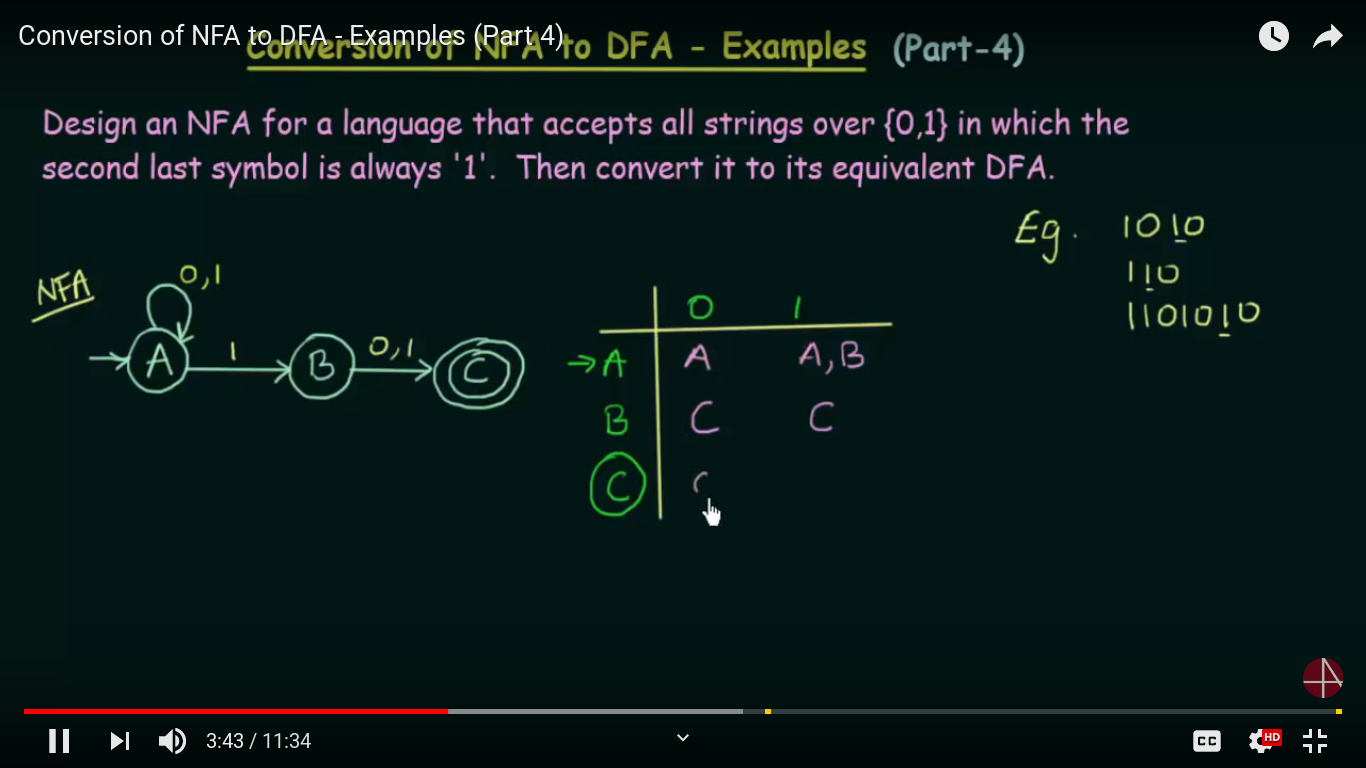 Conversion of NFA to DFA - Examples (Part 4)
Conversion of NFA to DFA - Examples (Part-4)
Design an NFA for a language that accepts all strings over {0,1} in which the
second last symbol is always '1'. Then convert it to its equivalent DFA.
Eg. 1010
110
1101010
NFA
0,1
A 1 B 0,1 C
0 1
→A A A,B
B C C
C
3:43 / 11:34
CC
HD